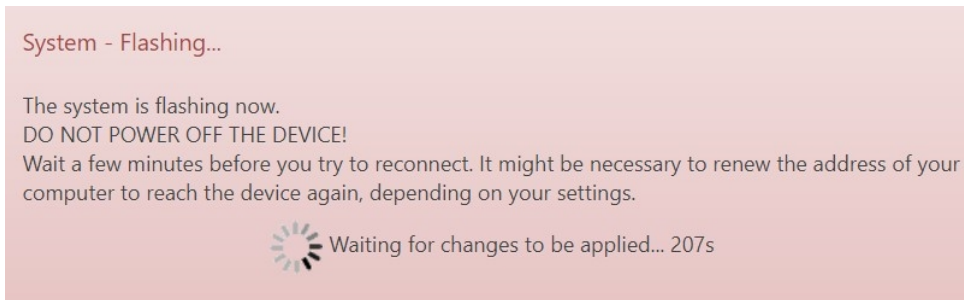 System - Flashing...
The system is flashing now.
DO NOT POWER OFF THE DEVICE!
Wait a few minutes before you try to reconnect. It might be necessary to renew the address of your
computer to reach the device again, depending on your settings.
Waiting for changes to be applied... 207s